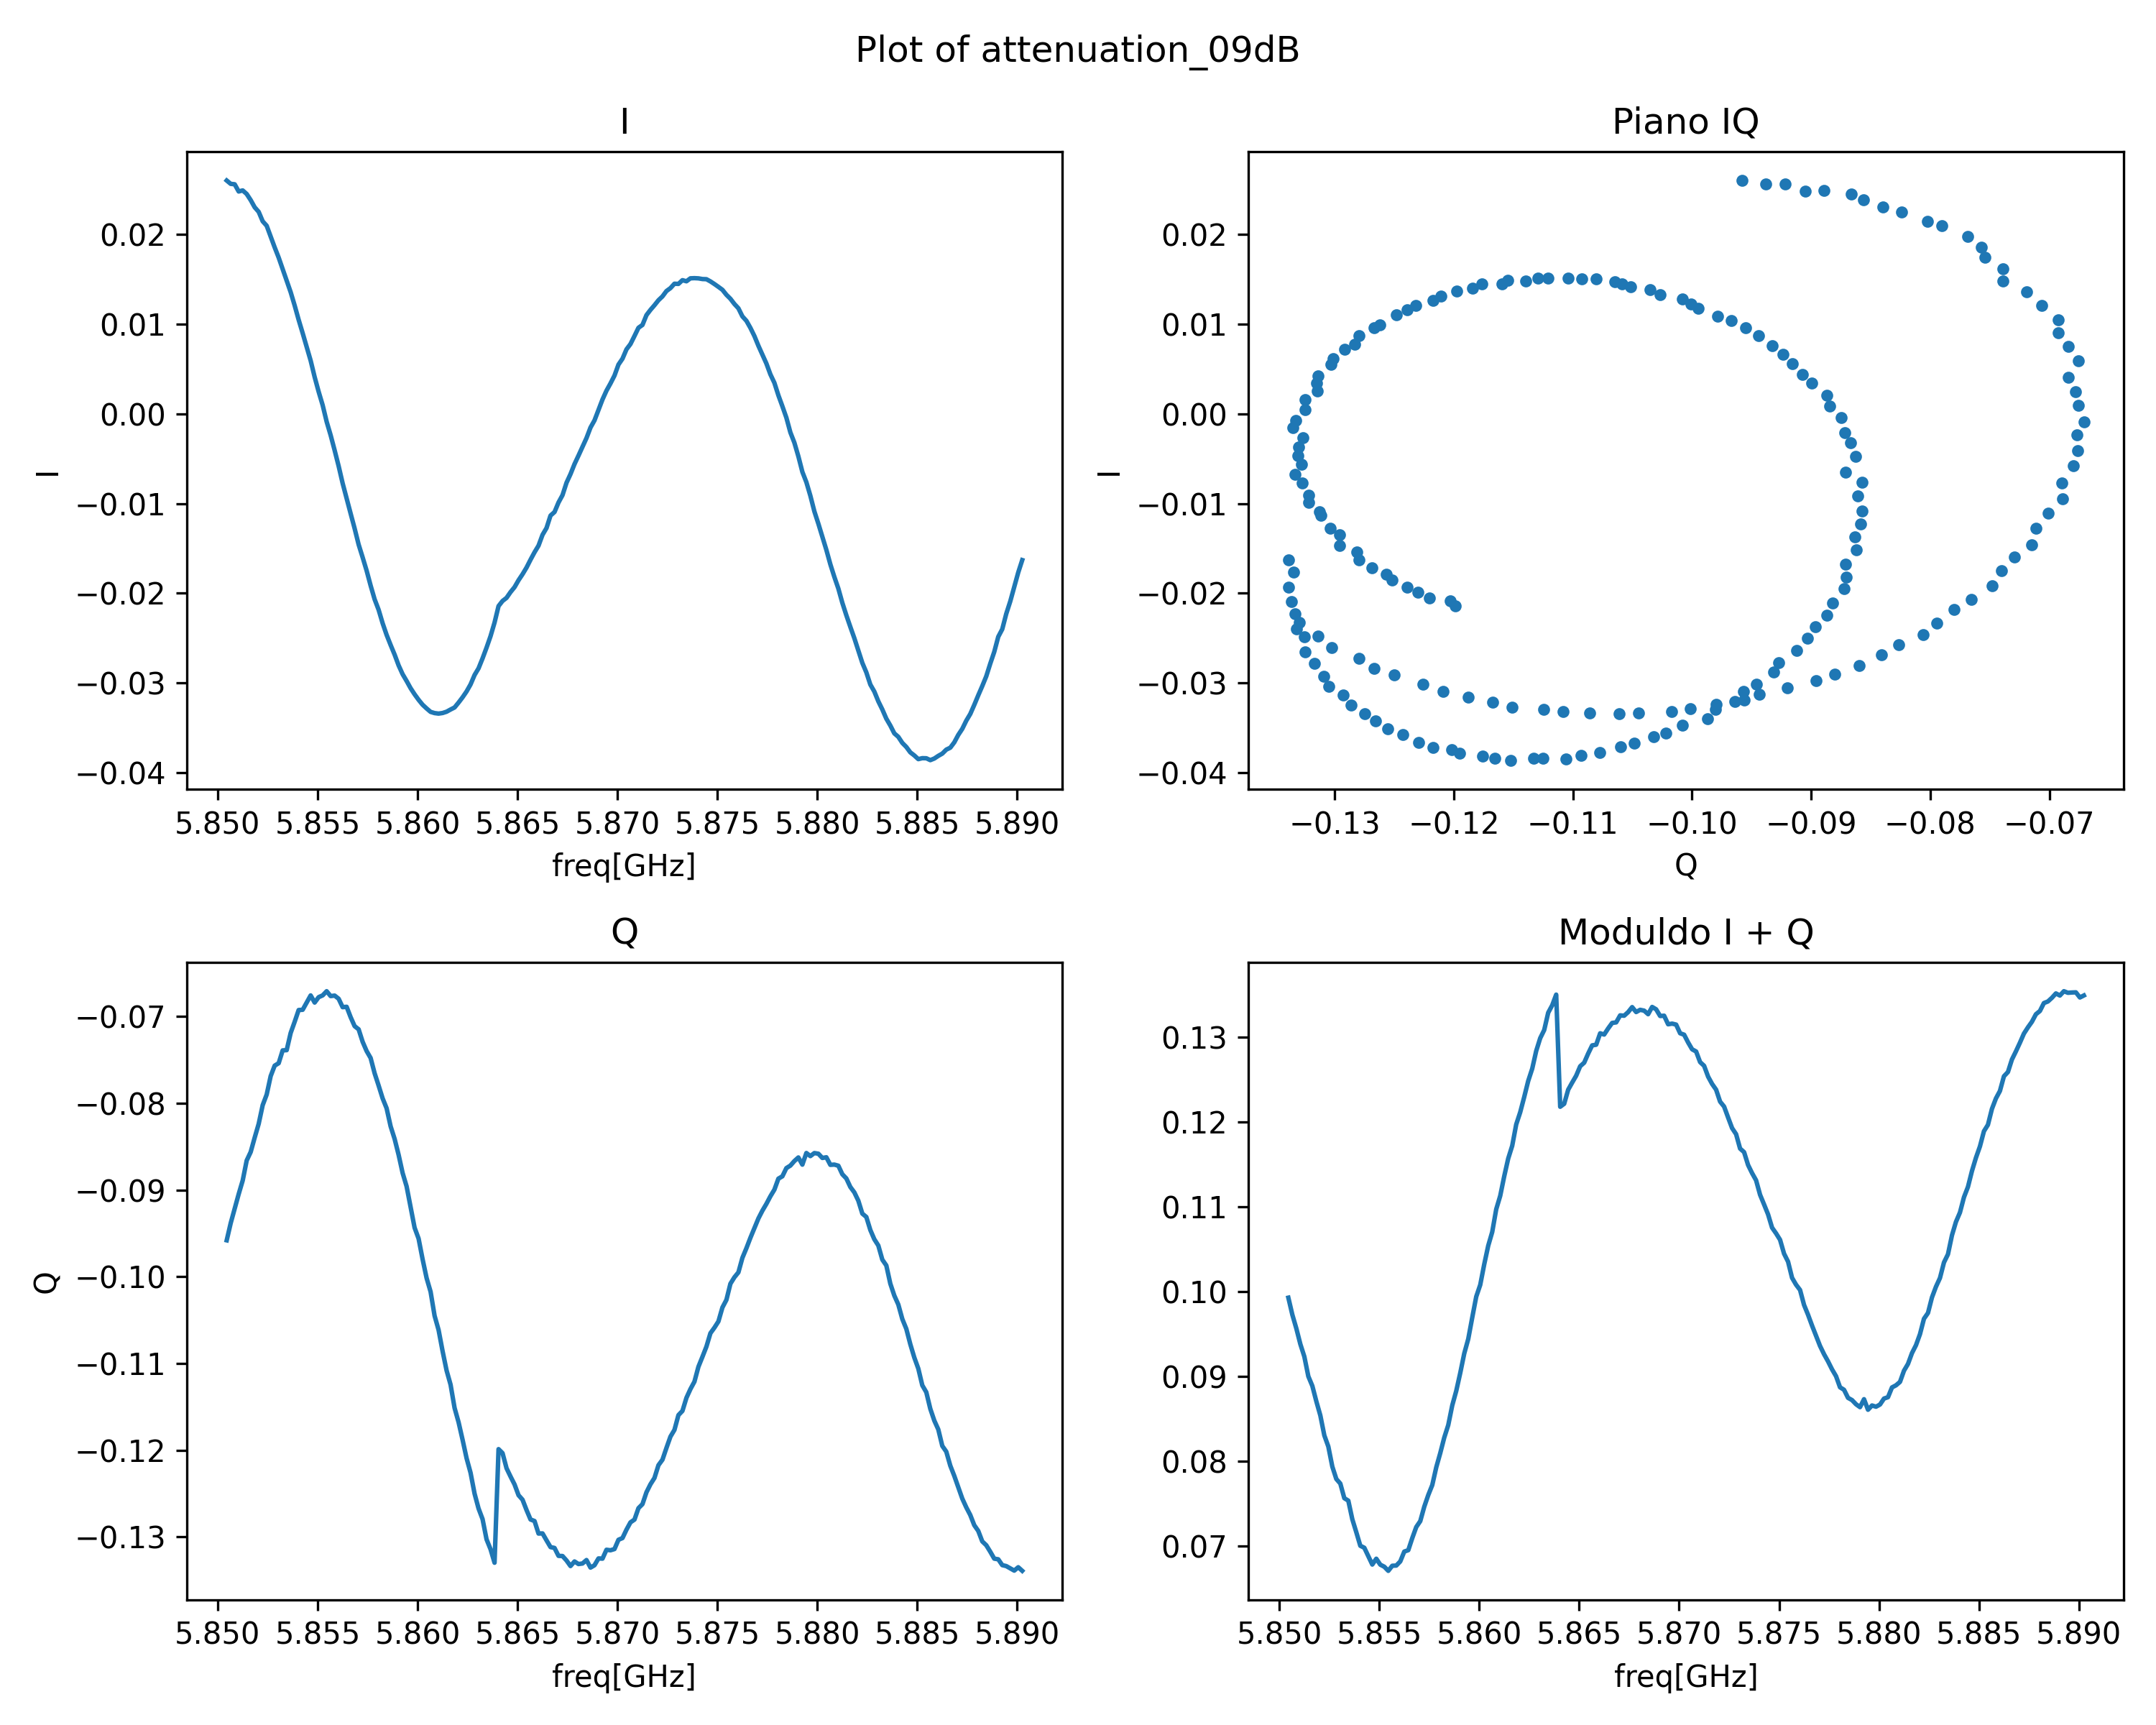 Plot of attenuation_09dB
I
I
0.02
0.01
0.00
−0.01
−0.02
−0.03
−0.04
5.850 5.855 5.860 5.865 5.870 5.875 5.880 5.885 5.890
freq[GHz]
Piano IQ
I
0.02
0.01
0.00
−0.01
−0.02
−0.03
−0.04
−0.13 −0.12 −0.11 −0.10 −0.09 −0.08 −0.07
Q
Q
Q
−0.07
−0.08
−0.09
−0.10
−0.11
−0.12
−0.13
5.850 5.855 5.860 5.865 5.870 5.875 5.880 5.885 5.890
freq[GHz]
Moduldo I + Q
0.13
0.12
0.11
0.10
0.09
0.08
0.07
5.850 5.855 5.860 5.865 5.870 5.875 5.880 5.885 5.890
freq[GHz]